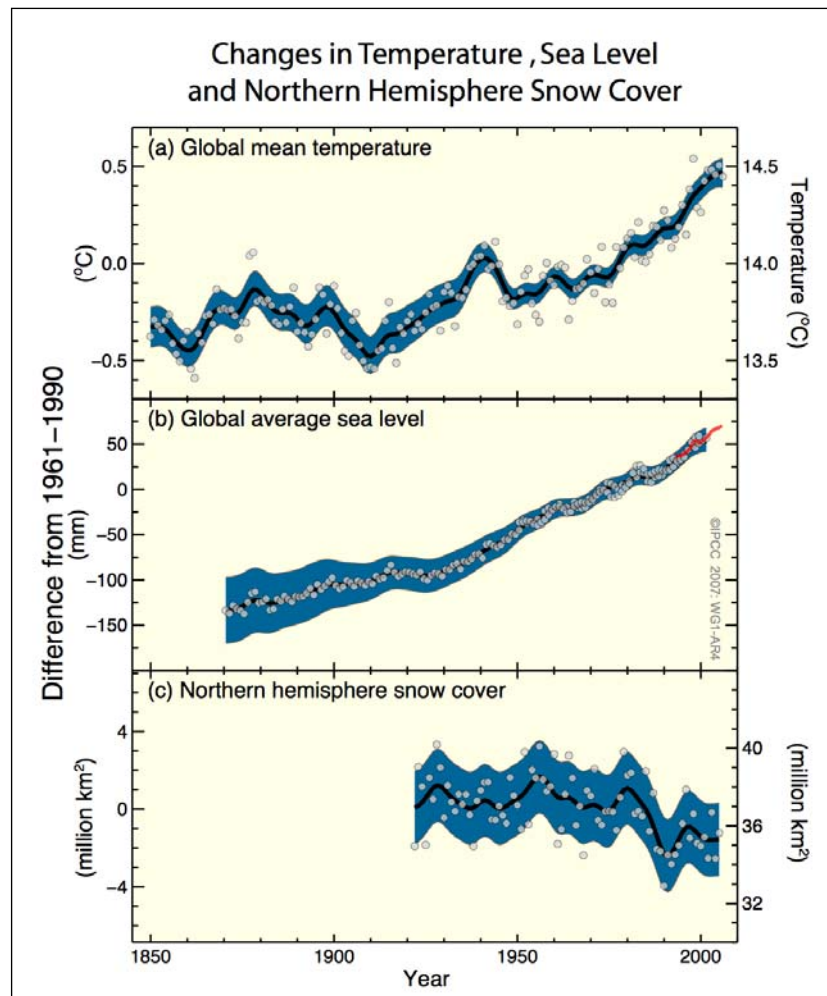 Changes in Temperature , Sea Level
and Northern Hemisphere Snow Cover
Difference from 1961–1990
(a) Global mean temperature
(°C)
0.5
0.0
−0.5
Temperature (°C)
14.5
14.0
13.5
(b) Global average sea level
(mm)
50
0
−50
−100
−150
©IPCC 2007: WG1-AR4
(c) Northern hemisphere snow cover
(million km²)
4
0
−4
(million km²)
40
36
32
1850
1900
1950
2000
Year